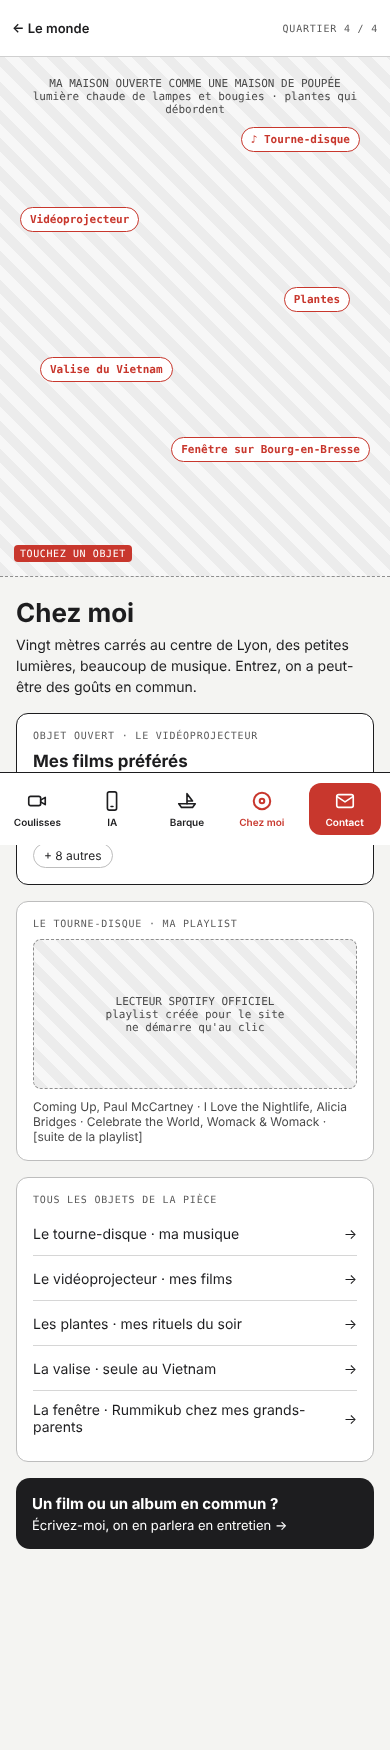 ← Le monde
QUARTIER 4 / 4
MA MAISON OUVERTE COMME UNE MAISON DE POUPÉE
lumière chaude de lampes et bougies · plantes qui
débordent
♪ Tourne-disque
Vidéoprojecteur
Plantes
Valise du Vietnam
Fenêtre sur Bourg-en-Bresse
TOUCHEZ UN OBJET
Chez moi
Vingt mètres carrés au centre de Lyon, des petites
lumières, beaucoup de musique. Entrez, on a peut-
être des goûts en commun.
OBJET OUVERT · LE VIDÉOPROJECTEUR
Mes films préférés
Coulisses
IA
Barque
Chez moi
Contact
+ 8 autres
LE TOURNE-DISQUE · MA PLAYLIST
LECTEUR SPOTIFY OFFICIEL
playlist créée pour le site
ne démarre qu'au clic
Coming Up, Paul McCartney · I Love the Nightlife, Alicia
Bridges · Celebrate the World, Womack & Womack ·
[suite de la playlist]
TOUS LES OBJETS DE LA PIÈCE
Le tourne-disque · ma musique →
Le vidéoprojecteur · mes films →
Les plantes · mes rituels du soir →
La valise · seule au Vietnam →
La fenêtre · Rummikub chez mes grands-
parents →
Un film ou un album en commun ?
Écrivez-moi, on en parlera en entretien →